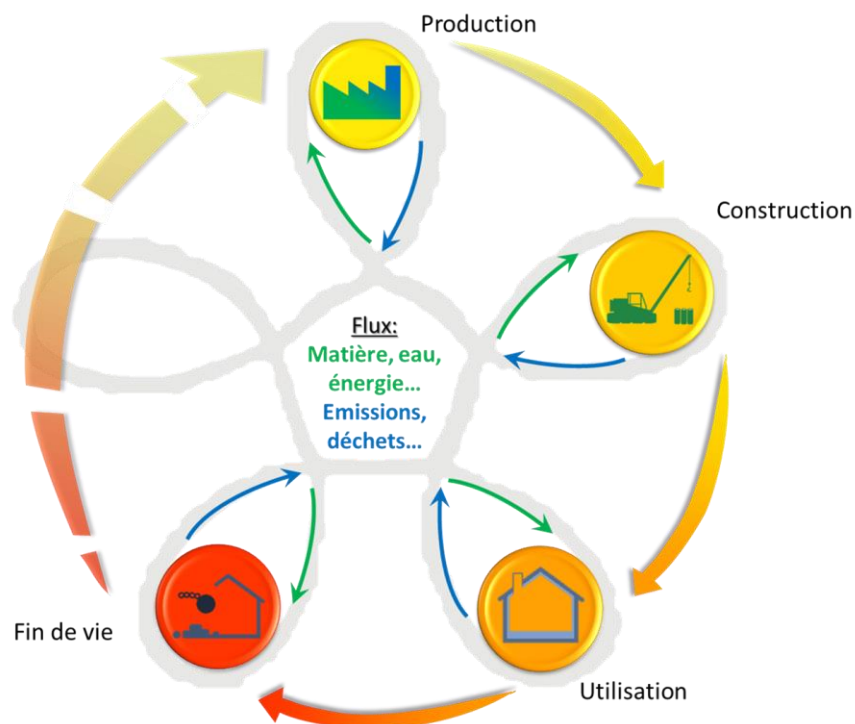 Production
Construction
Flux:
Matière, eau,
énergie...
Emissions,
déchets...
Fin de vie
Utilisation